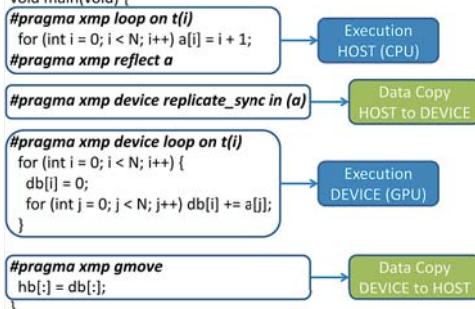 void main(void) {
#pragma xmp loop on t(i)
for (int i = 0; i < N; i++) a[i] = i + 1;
#pragma xmp reflect a
Execution
HOST (CPU)
#pragma xmp device replicate_sync in (a)
Data Copy
HOST to DEVICE
#pragma xmp device loop on t(i)
for (int i = 0; i < N; i++) {
db[i] = 0;
for (int j = 0; j < N; j++) db[i] += a[j];
}
Execution
DEVICE (GPU)
#pragma xmp gmove
hb[:] = db[:];
Data Copy
DEVICE to HOST
}